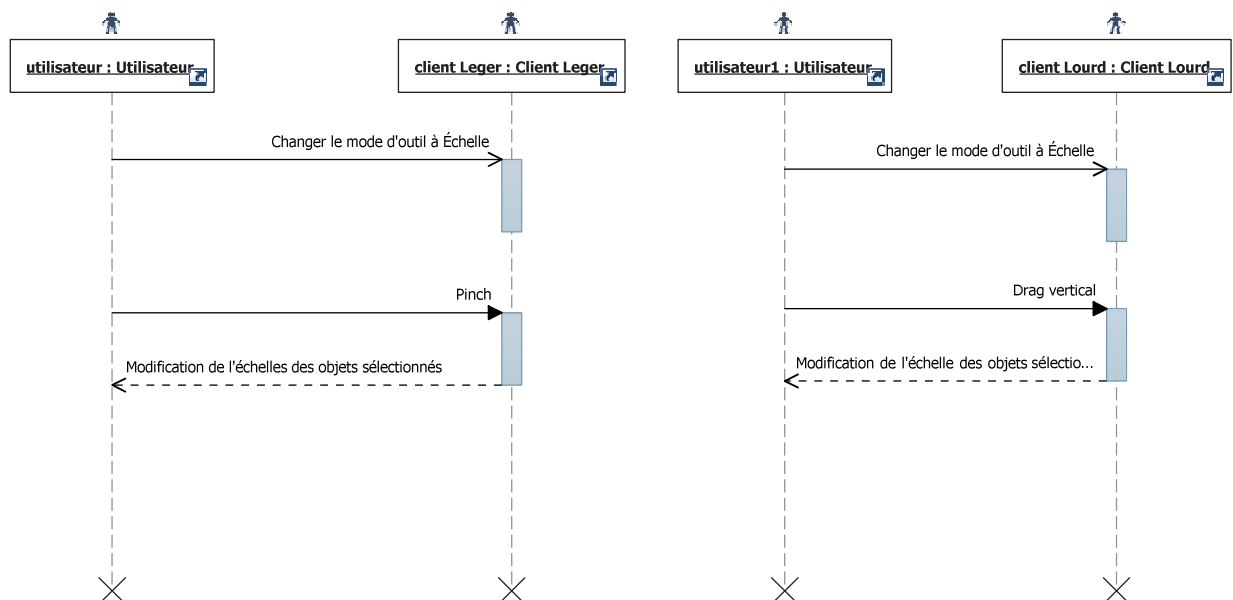 utilisateur : Utilisateur
client Leger : Client Leger
utilisateur1 : Utilisateur
client Lourd : Client Lourd
Changer le mode d'outil à Échelle
Changer le mode d'outil à Échelle
Pinch
Drag vertical
Modification de l'échelles des objets sélectionnés
Modification de l'échelle des objets sélectio...